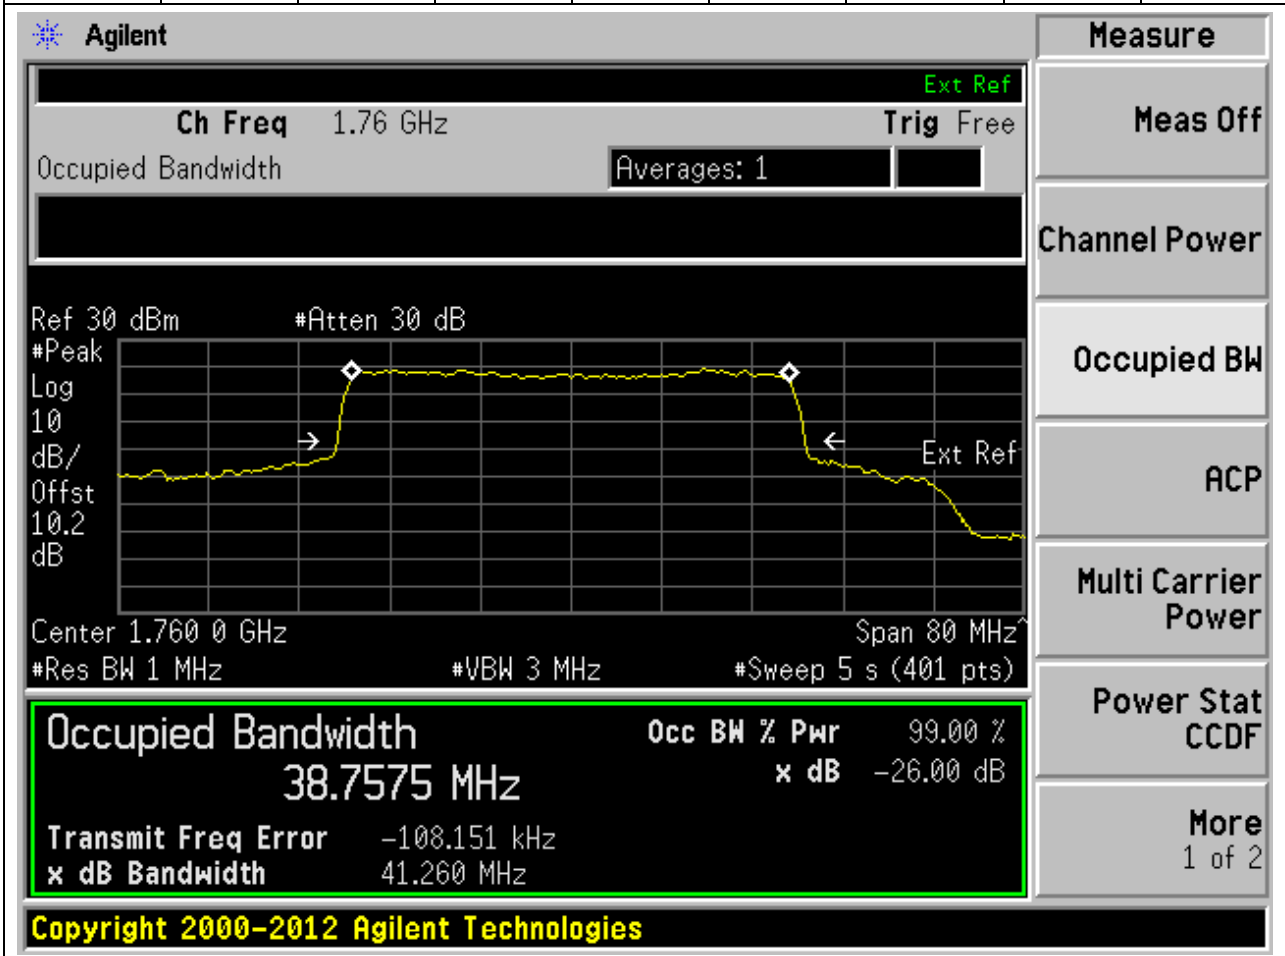 Agilent
Measure
Ext Ref
Ch Freq 1.76 GHz Trig Free
Meas Off
Occupied Bandwidth Averages: 1
Channel Power
Ref 30 dBm #Atten 30 dB
#Peak
Log
10
dB/
Offst
10.2
dB
Ext Ref
Occupied BW
ACP
Center 1.760 0 GHz Span 80 MHz^
#Res BW 1 MHz #VBW 3 MHz #Sweep 5 s (401 pts)
Multi Carrier
Power
Occupied Bandwidth Occ BW % Pwr 99.00 %
38.7575 MHz x dB -26.00 dB
Transmit Freq Error -108.151 kHz
x dB Bandwidth 41.260 MHz
Power Stat
CCDF
More
1 of 2
Copyright 2000-2012 Agilent Technologies